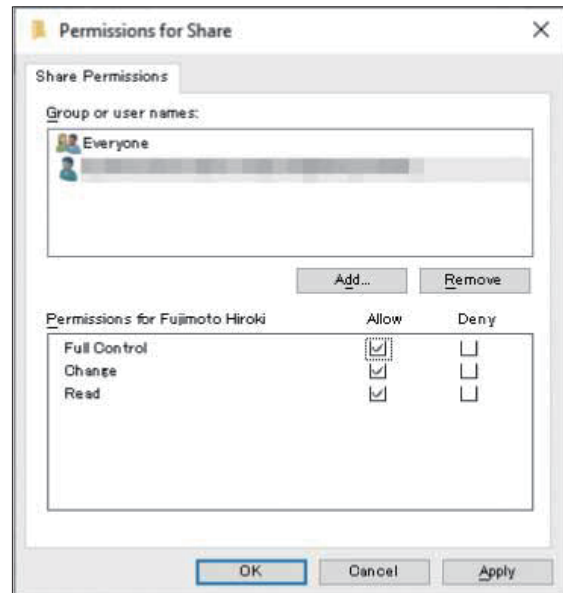 Permissions for Share
Share Permissions
Group or user names:
Everyone
Add...
Remove
Permissions for Fujimoto Hiroki
Allow
Deny
Full Control
Change
Read
OK
Cancel
Apply